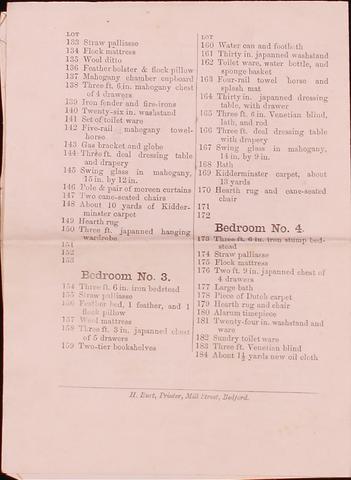 LOT
133 Straw palliasse
134 Flock mattress
135 Wool ditto
136 Feather bolster & flock pillow
137 Mahogany chamber cupboard
138 Three ft. 6 in. mahogany chest
of 4 drawers
139 Iron fender and fire-irons
140 Twenty-six in. washstand
141 Set of toilet ware
142 Five-rail mahogany towel-
horse
143 Gas bracket and globe
144 Three ft. deal dressing table
and drapery
145 Swing glass in mahogany,
15 in. by 12 in.
146 Pole & pair of moreen curtains
147 Two cane-seated chairs
148 About 10 yards of Kidder-
minster carpet
149 Hearth rug
150 Three ft. japanned hanging
wardrobe
151
152
153
Bedroom No. 3.
154 Three ft. 6 in. iron bedstead
155 Straw palliasse
156 Feather bed, 1 feather, and 1
flock pillow
157 Wool mattress
158 Three ft. 3 in. japanned chest
of 5 drawers
159 Two-tier bookshelves
LOT
160 Water can and footbath
161 Thirty in. japanned washstand
162 Toilet ware, water bottle, and
sponge basket
163 Four-rail towel horse and
splash mat
164 Thirty in. japanned dressing
table, with drawer
165 Three ft. 6 in. Venetian blind,
lath, and rod
166 Three ft. deal dressing table
with drapery
167 Swing glass in mahogany,
14 in. by 9 in.
168 Bath
169 Kidderminster carpet, about
13 yards
170 Hearth rug and cane-seated
chair
171
172
Bedroom No. 4.
173 Three ft. 6 in. iron stump bed-
stead
174 Straw palliasse
175 Flock mattress
176 Two ft. 9 in. japanned chest of
4 drawers
177 Large bath
178 Piece of Dutch carpet
179 Hearth rug and chair
180 Alarum timepiece
181 Twenty-four in. washstand and
ware
182 Sundry toilet ware
183 Three ft. Venetian blind
184 About 1½ yards new oil cloth
H. Burt, Printer, Mill Street, Bedford.